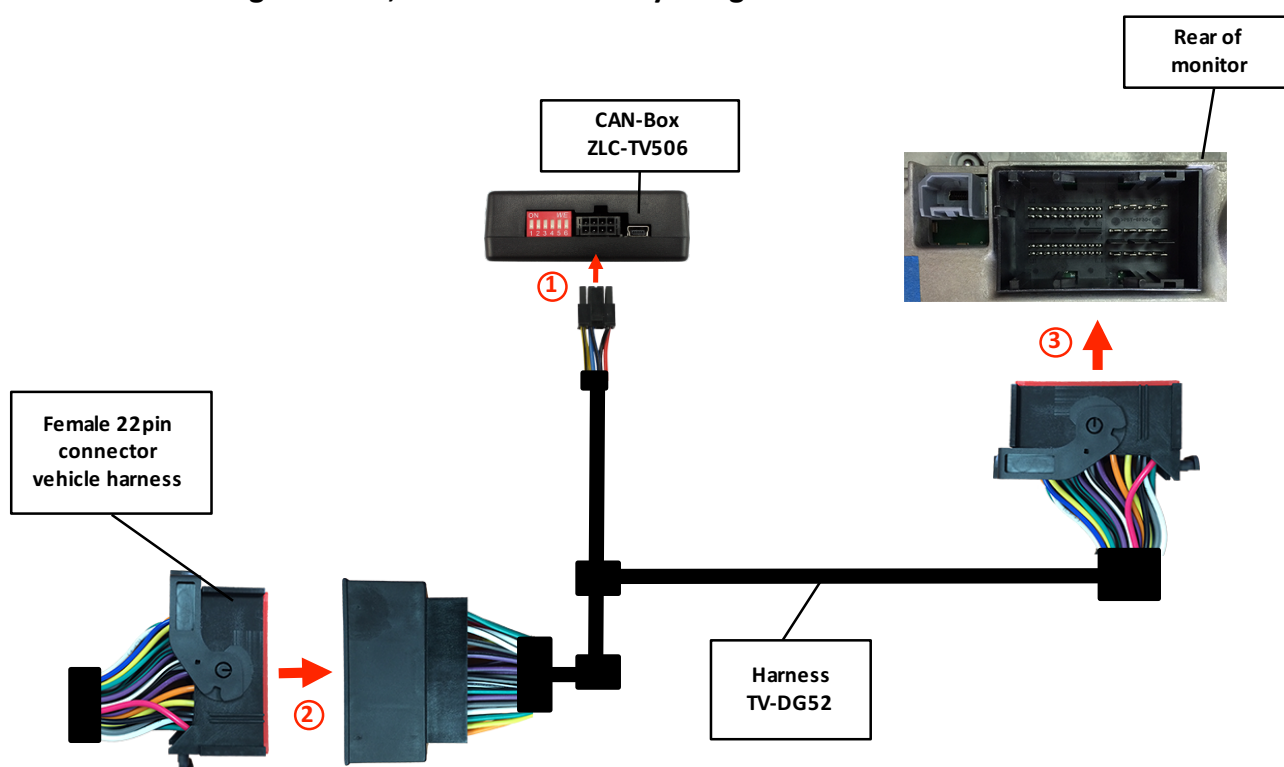 Rear of
monitor
CAN-Box
ZLC-TV506
ON
1 2 3 4 5 6
①
③
Female 22pin
connector
vehicle harness
②
Harness
TV-DG52